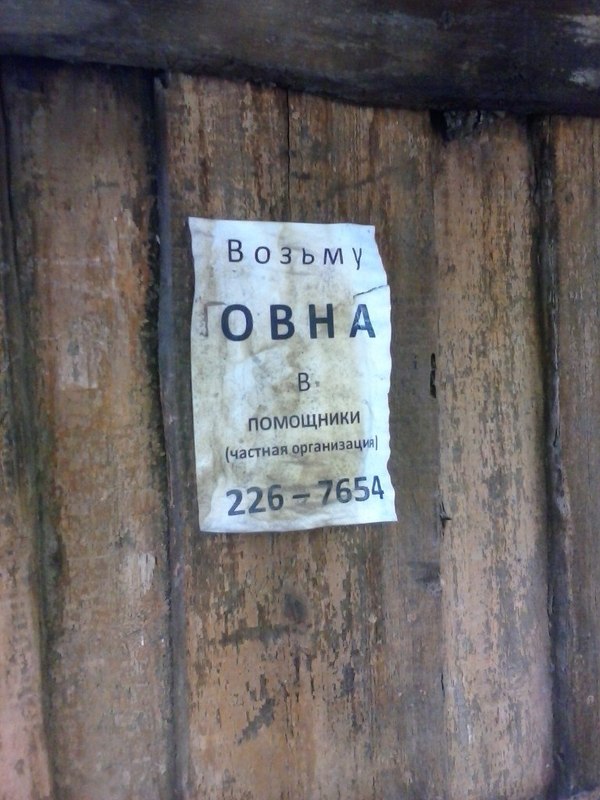 Возьму
ОВНА
В
ПОМОЩНИКИ
(частная организация)
226 – 7654